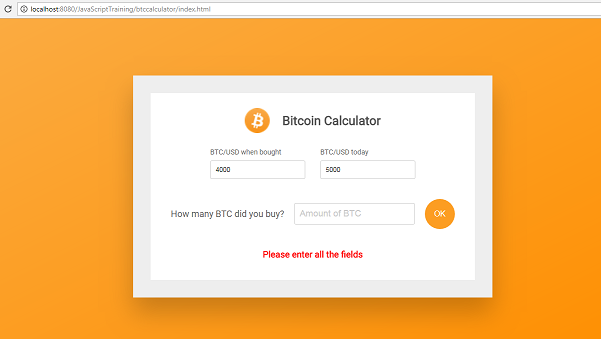 localhost:8080/JavaScriptTraining/btccalculator/index.html
Bitcoin Calculator
BTC/USD when bought
BTC/USD today
4000
5000
How many BTC did you buy?
Amount of BTC
OK
Please enter all the fields